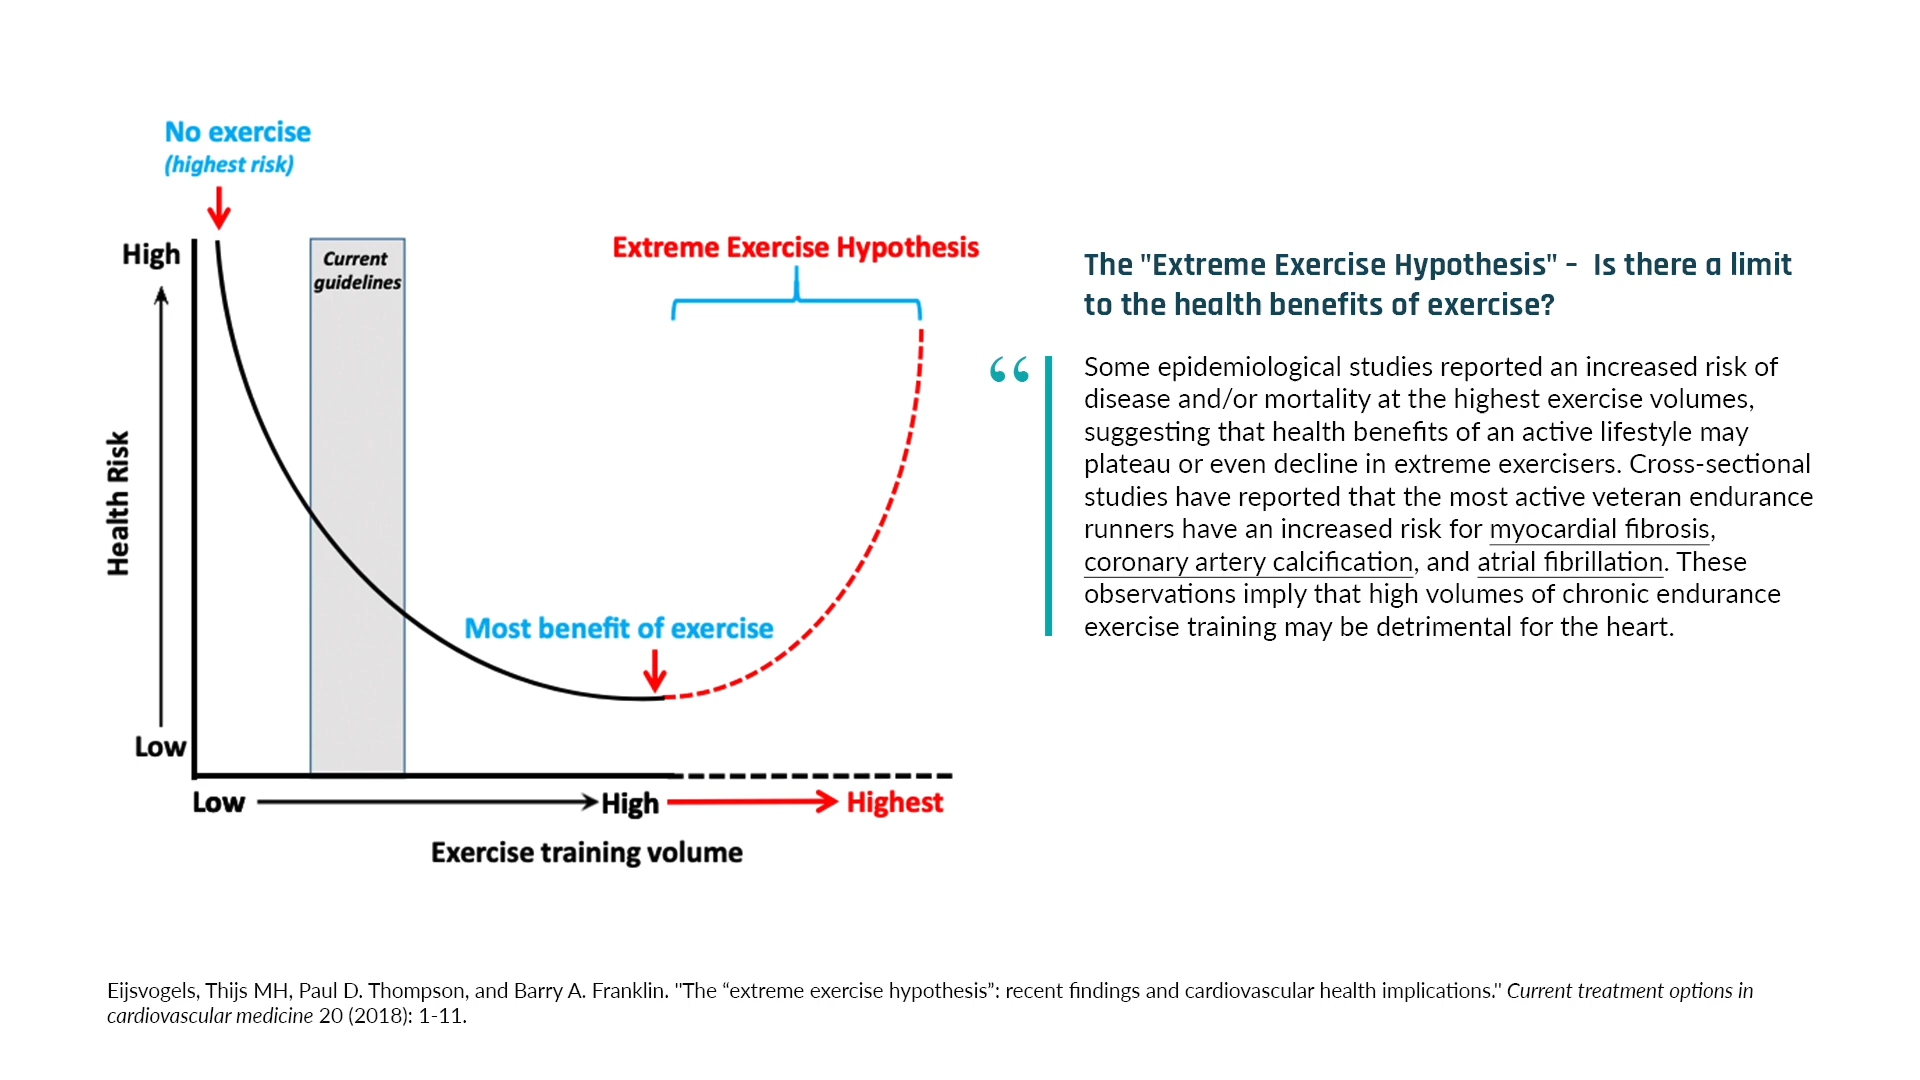 No exercise
(highest risk)
High
Current
guidelines
Extreme Exercise Hypothesis
Health Risk
Most benefit of exercise
Low
Low
High
Highest
Exercise training volume
The "Extreme Exercise Hypothesis" – Is there a limit
to the health benefits of exercise?
“
Some epidemiological studies reported an increased risk of
disease and/or mortality at the highest exercise volumes,
suggesting that health benefits of an active lifestyle may
plateau or even decline in extreme exercisers. Cross-sectional
studies have reported that the most active veteran endurance
runners have an increased risk for myocardial fibrosis,
coronary artery calcification, and atrial fibrillation. These
observations imply that high volumes of chronic endurance
exercise training may be detrimental for the heart.
Eijsvogels, Thijs MH, Paul D. Thompson, and Barry A. Franklin. "The “extreme exercise hypothesis”: recent findings and cardiovascular health implications." Current treatment options in
cardiovascular medicine 20 (2018): 1-11.